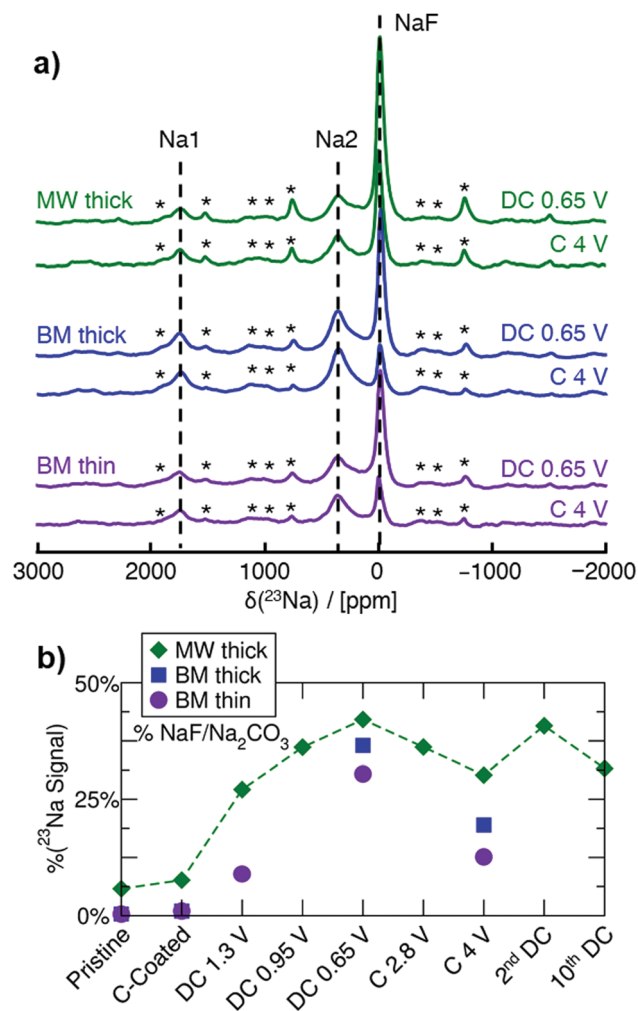 a)
NaF
Na1
Na2
MW thick
* * * * * * * *
DC 0.65 V
* * * * * * * *
C 4 V
BM thick
* * * * * * * *
DC 0.65 V
* * * * * * * *
C 4 V
BM thin
* * * * * * * *
DC 0.65 V
* * * * * * * *
C 4 V
3000 2000 1000 0 −1000 −2000
δ(²³Na) / [ppm]
b)
MW thick
BM thick
BM thin
% NaF/Na₂CO₃
50%
25%
0%
%(²³Na Signal)
Pristine
C-Coated
DC 1.3 V
DC 0.95 V
DC 0.65 V
C 2.8 V
C 4 V
2ⁿᵈ DC
10ᵗʰ DC